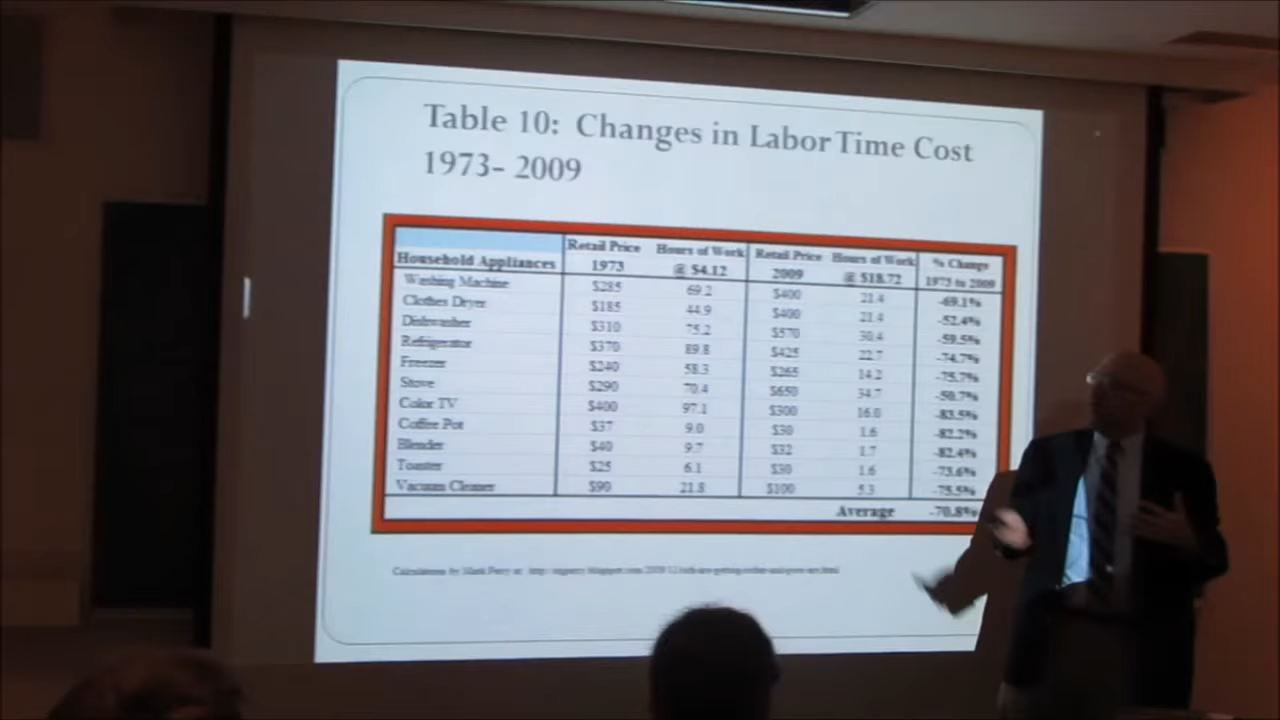 Table 10: Changes in Labor Time Cost
1973- 2009
Household Appliances Retail Price 1973 Hours of Work @ $4.12 Retail Price 2009 Hours of Work @ $18.72 % Change 1973 to 2009
Washing Machine $285 69.2 $400 21.4 -69.1%
Clothes Dryer $185 44.9 $400 21.4 -52.4%
Dishwasher $310 75.2 $570 30.4 -59.5%
Refrigerator $370 89.8 $425 22.7 -74.7%
Freezer $240 58.3 $265 14.2 -75.7%
Stove $290 70.4 $650 34.7 -50.7%
Color TV $400 97.1 $300 16.0 -83.5%
Coffee Pot $37 9.0 $30 1.6 -82.2%
Blender $40 9.7 $32 1.7 -82.4%
Toaster $25 6.1 $30 1.6 -73.6%
Vacuum Cleaner $90 21.8 $100 5.3 -75.5%
Average -70.8%
Calculations by Mark Perry at: